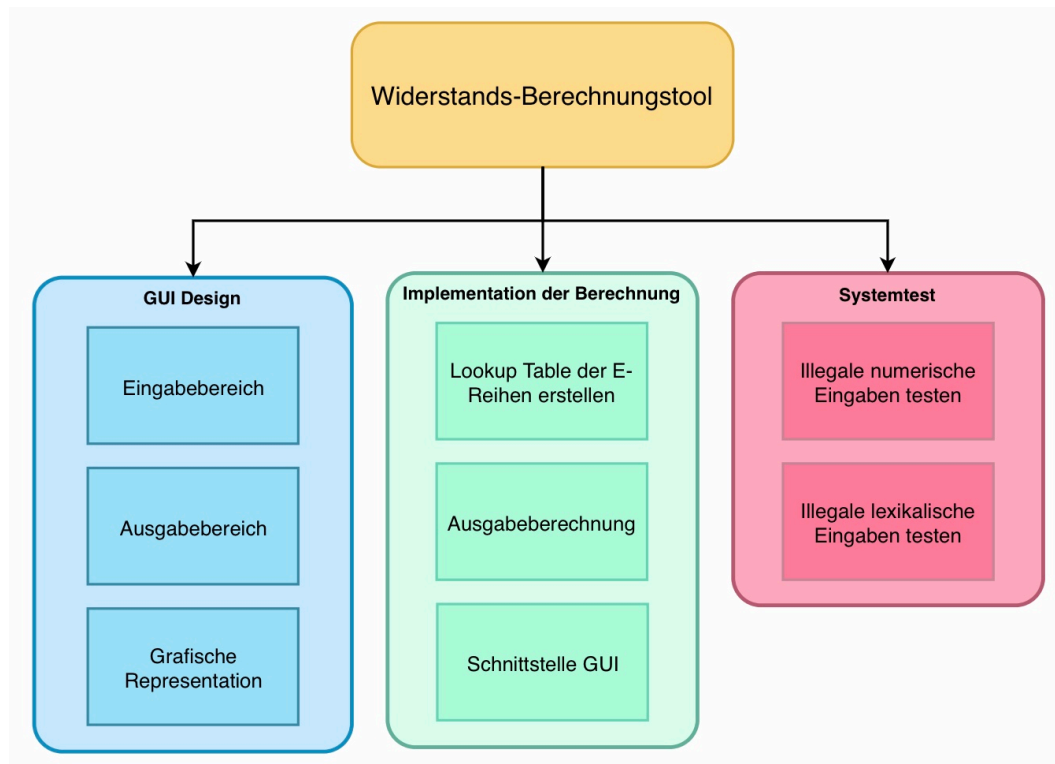 Widerstands-Berechnungstool
GUI Design
Eingabebereich
Ausgabebereich
Grafische
Representation
Implementation der Berechnung
Lookup Table der E-
Reihen erstellen
Ausgabeberechnung
Schnittstelle GUI
Systemtest
Illegale numerische
Eingaben testen
Illegale lexikalische
Eingaben testen